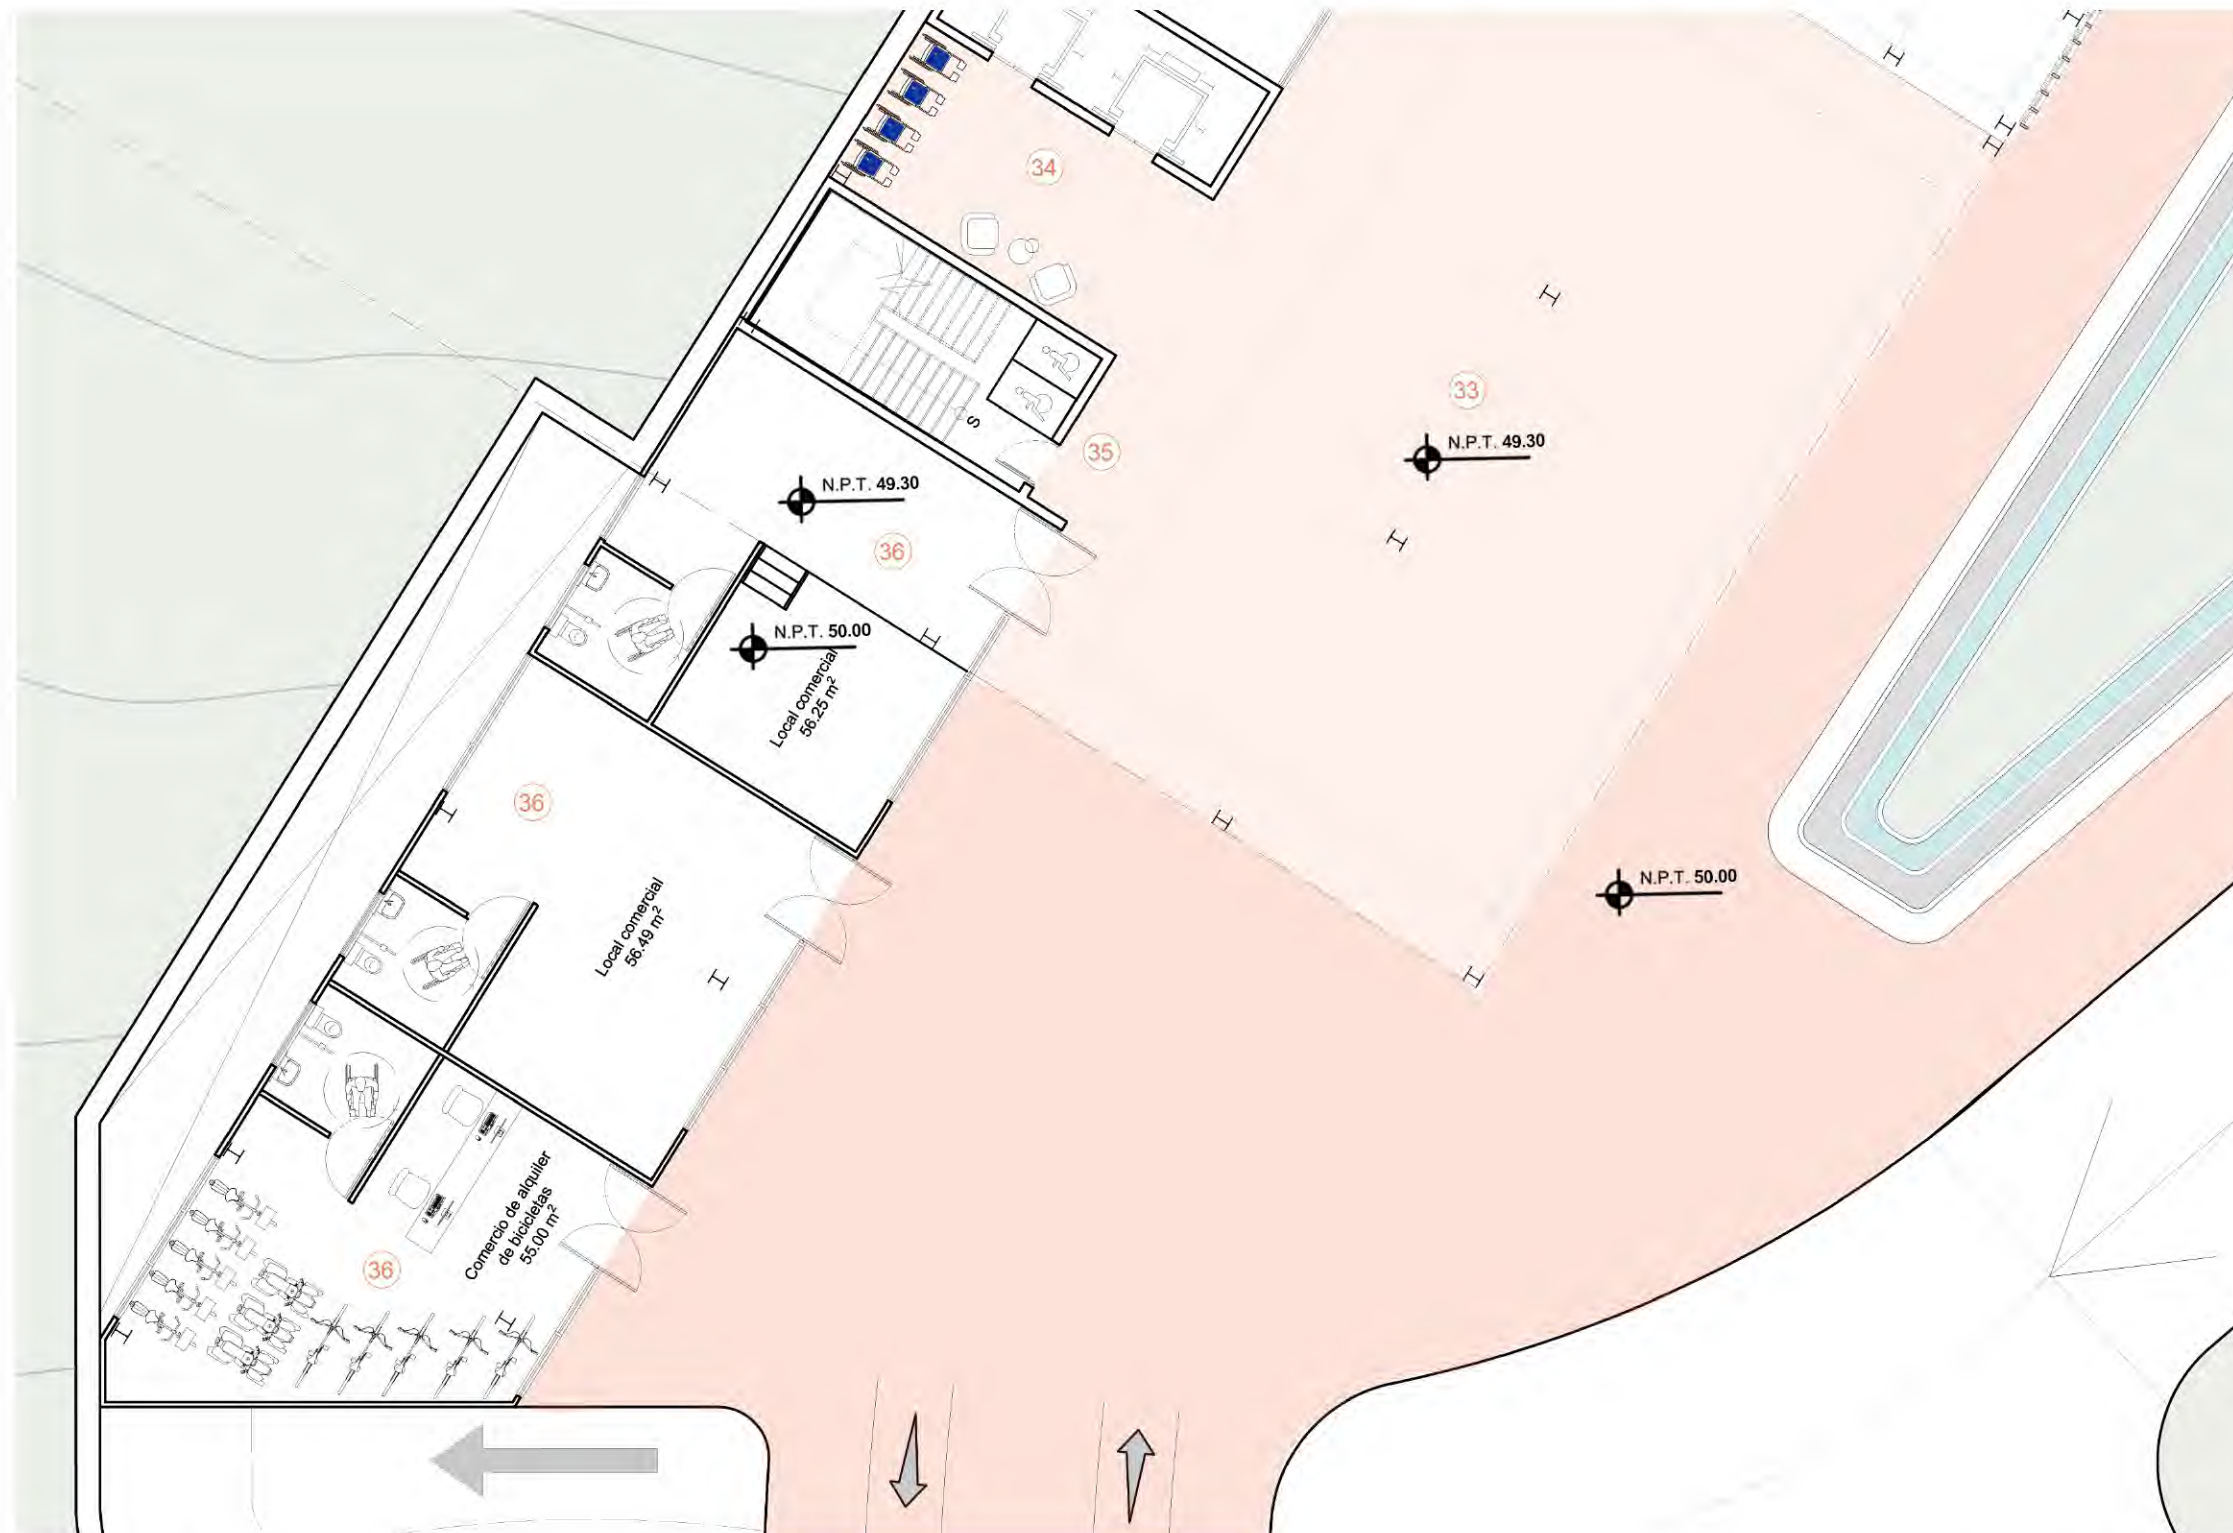 34
33
N.P.T. 49.30
35
S
N.P.T. 49.30
36
N.P.T. 50.00
Local comercial
56.25 m²
36
N.P.T. 50.00
Local comercial
56.49 m²
Comercio de alquiler
de bicicletas
55.00 m²
36